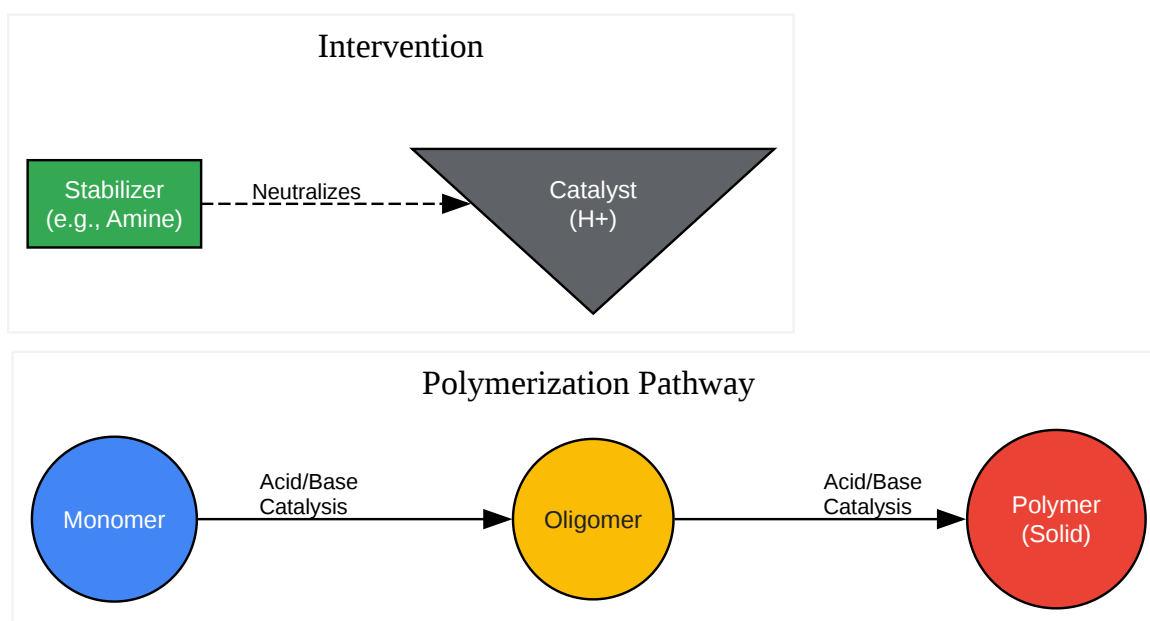 Intervention
Stabilizer
(e.g., Amine)
Neutralizes
Catalyst
(H+)
Polymerization Pathway
Monomer
Acid/Base
Catalysis
Oligomer
Acid/Base
Catalysis
Polymer
(Solid)